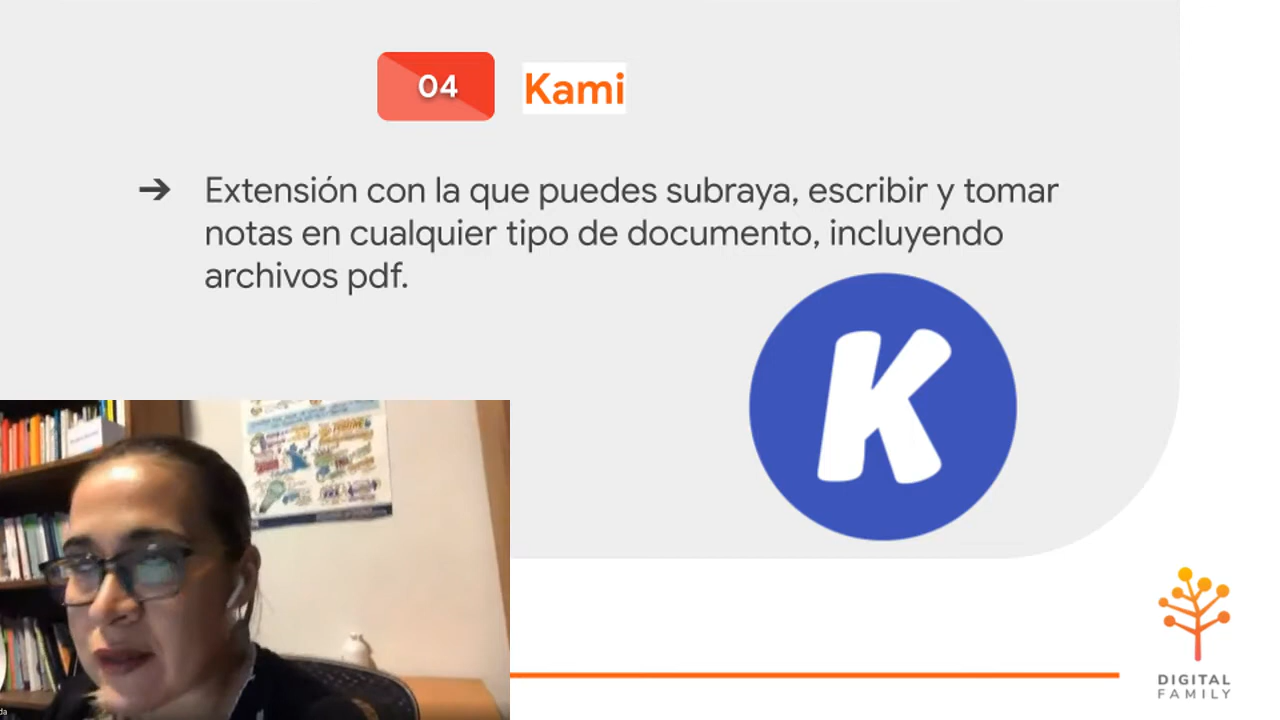 04 Kami
➔ Extensión con la que puedes subraya, escribir y tomar
notas en cualquier tipo de documento, incluyendo
archivos pdf.
K
da
DIGITAL
FAMILY